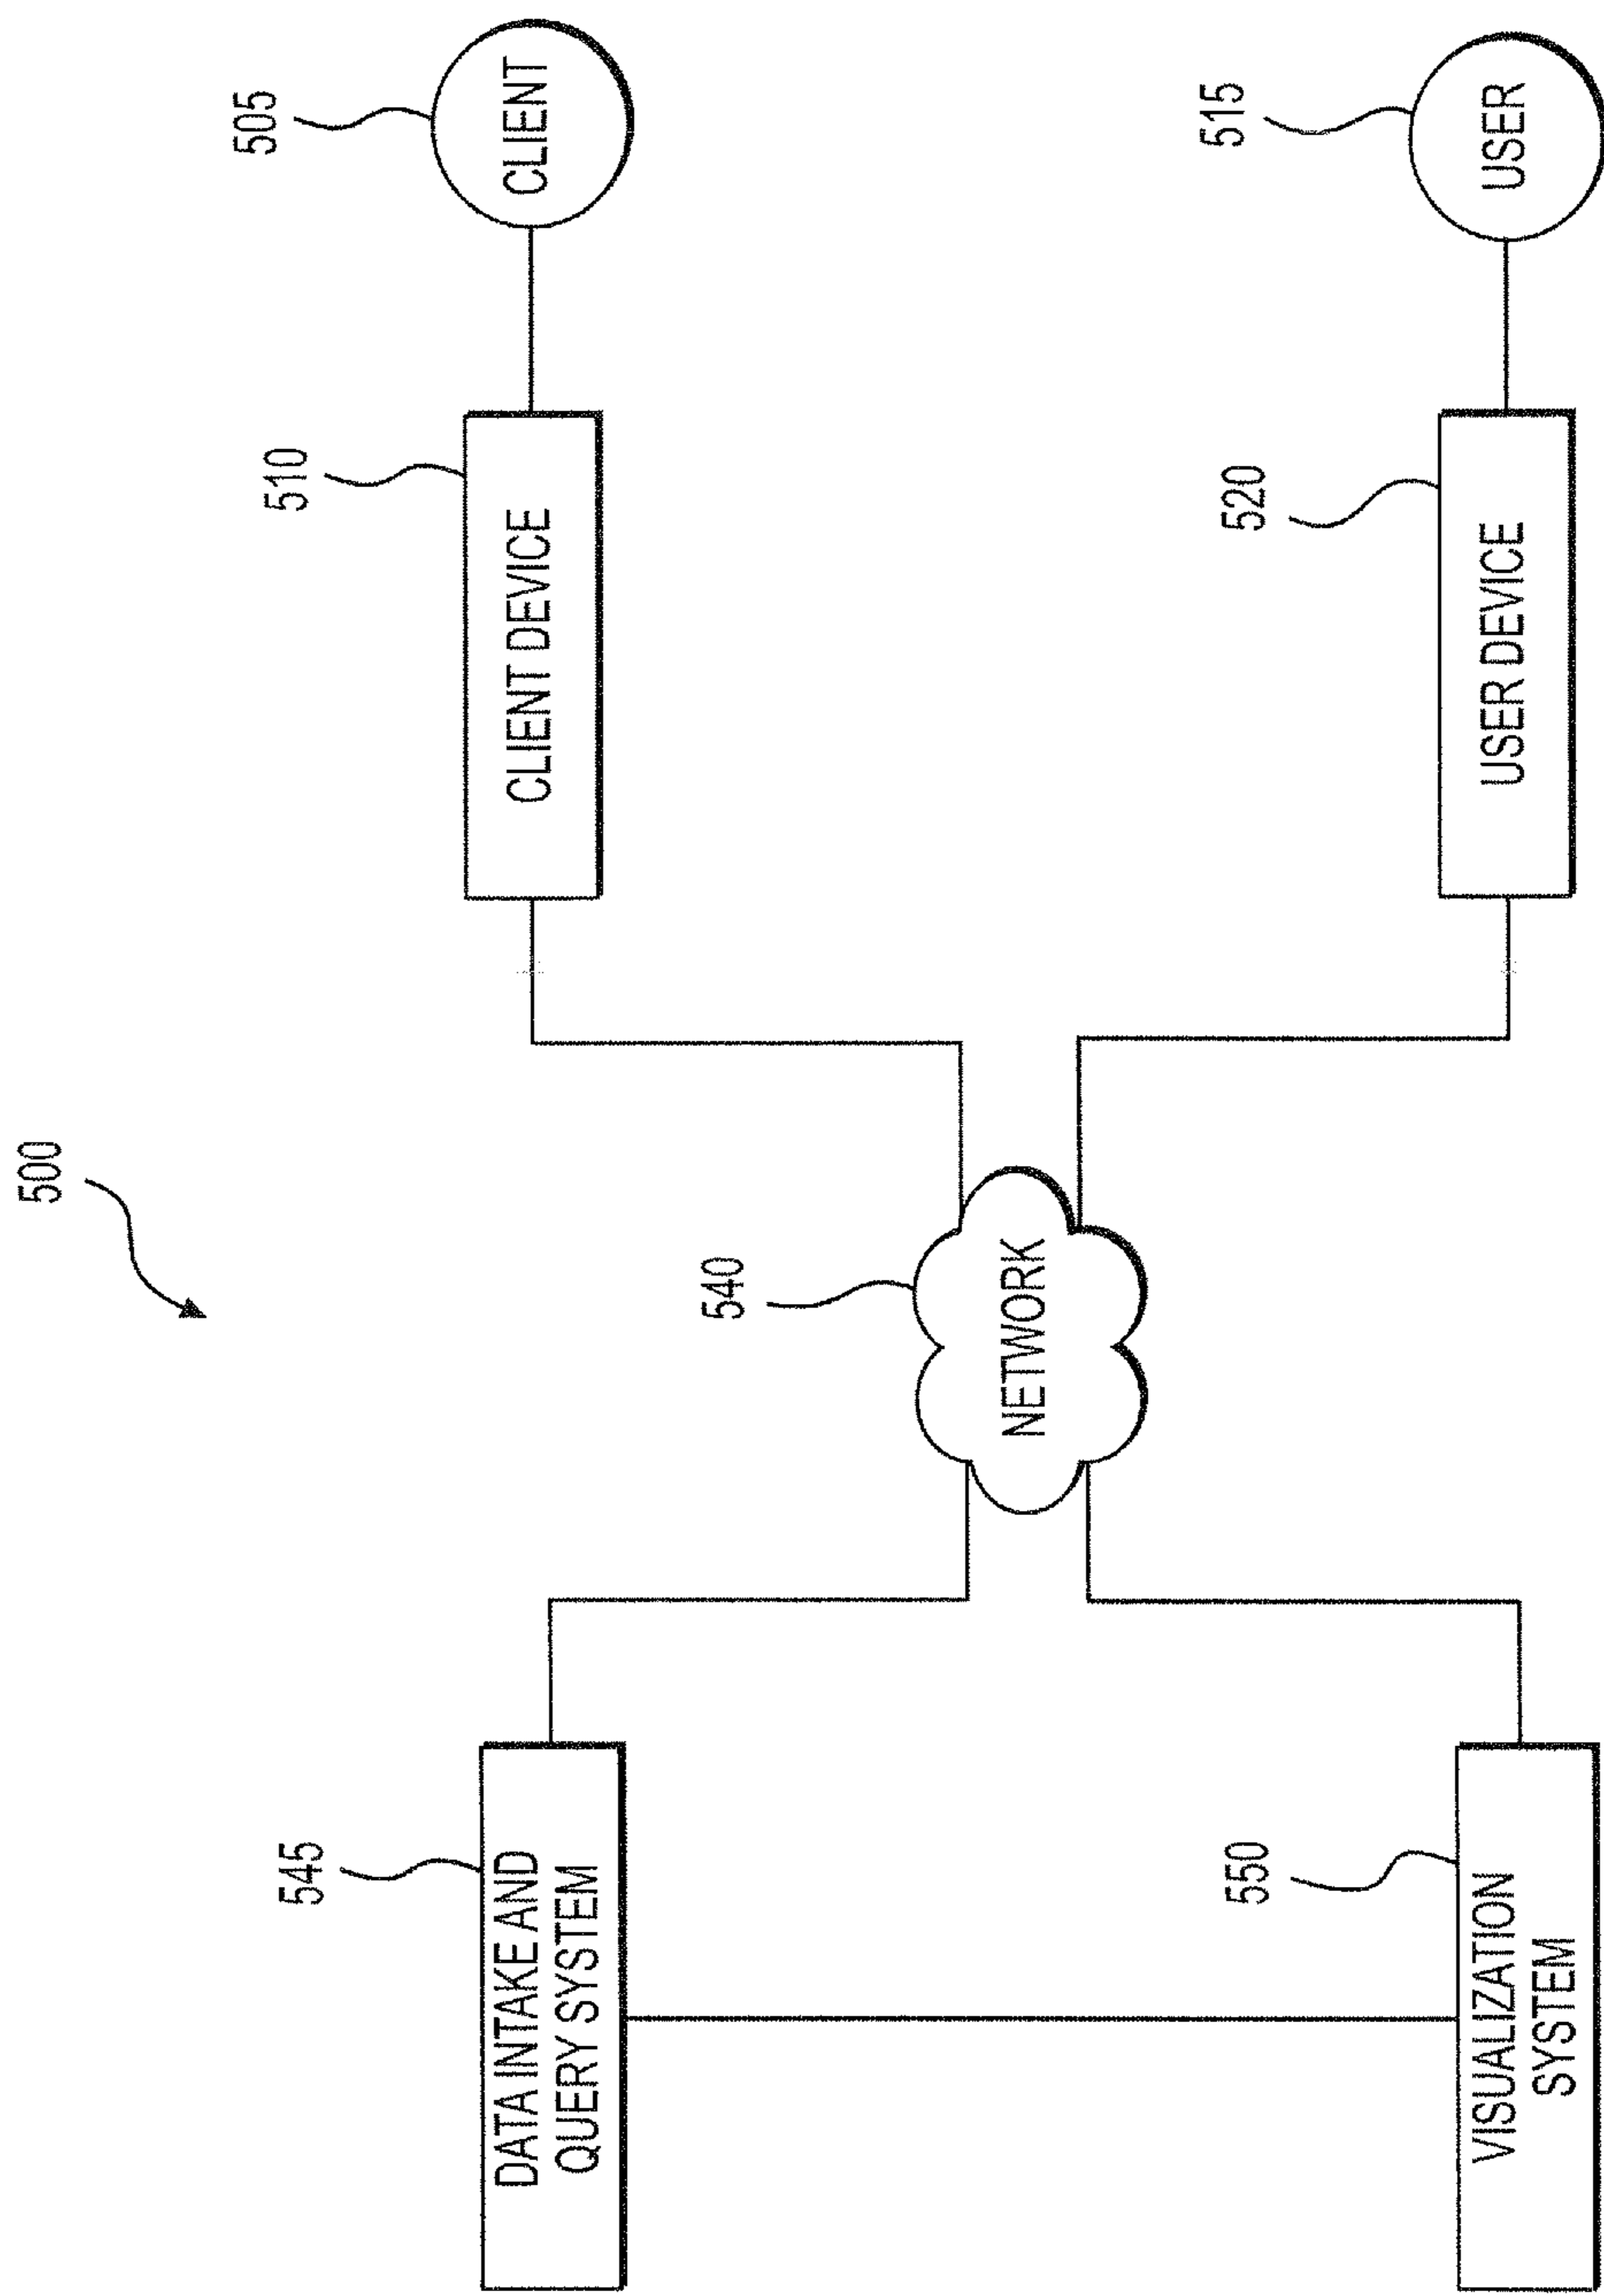 500
545
DATA INTAKE AND
QUERY SYSTEM
510
CLIENT DEVICE
505
CLIENT
540
NETWORK
550
VISUALIZATION
SYSTEM
520
USER DEVICE
515
USER